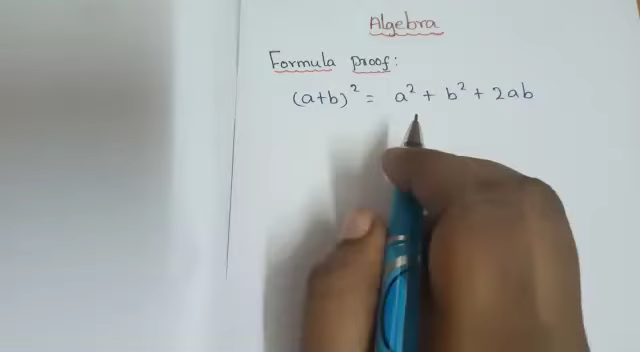 Algebra
Formula proof:
(a+b)² = a² + b² + 2ab